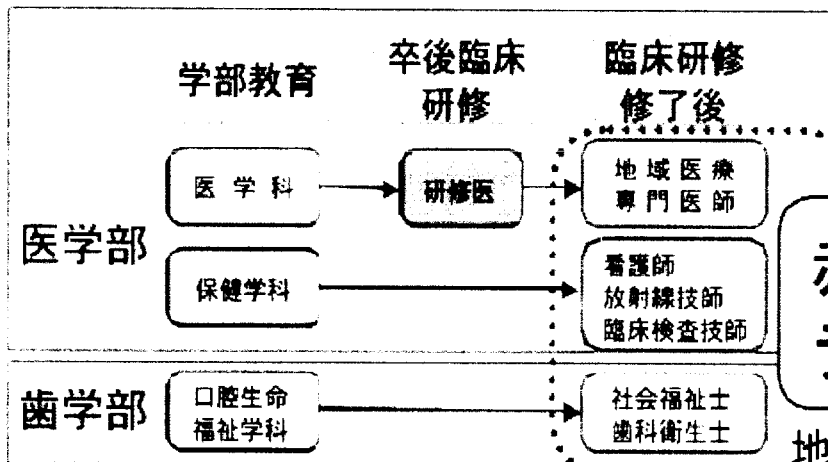 学部教育
卒後臨床
研修
臨床研修
修了後
医学部
医学科
研修医
地域医療
専門医師
保健学科
看護師
放射線技師
臨床検査技師
歯学部
口腔生命
福祉学科
社会福祉士
歯科衛生士
地